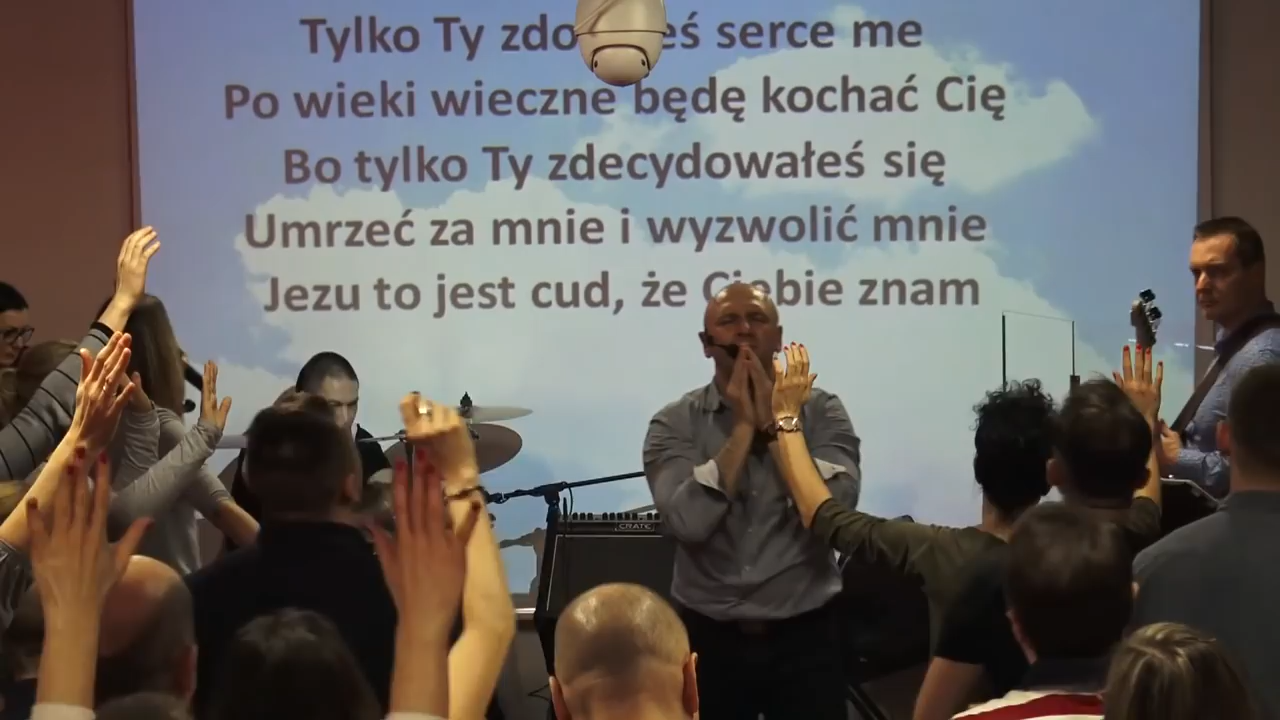 Tylko Ty serce me
Po wieki wieczne będę kochać Cię
Bo tylko Ty zdecydowałeś się
Umrzeć za mnie i wyzwolić mnie
Jezu to jest cud, że Ciebie znam
CRATE